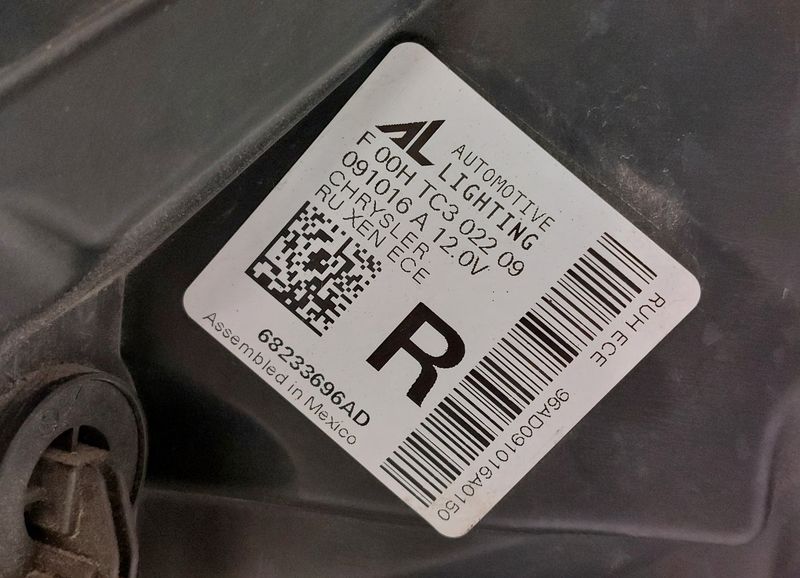 AL AUTOMOTIVE
LIGHTING
F 00H TC3 022 09
091016 A 12.0V
CHRYSLER
RU XEN ECE
R
68233696AD
Assembled in Mexico
RUH ECE
96AD091016A0150